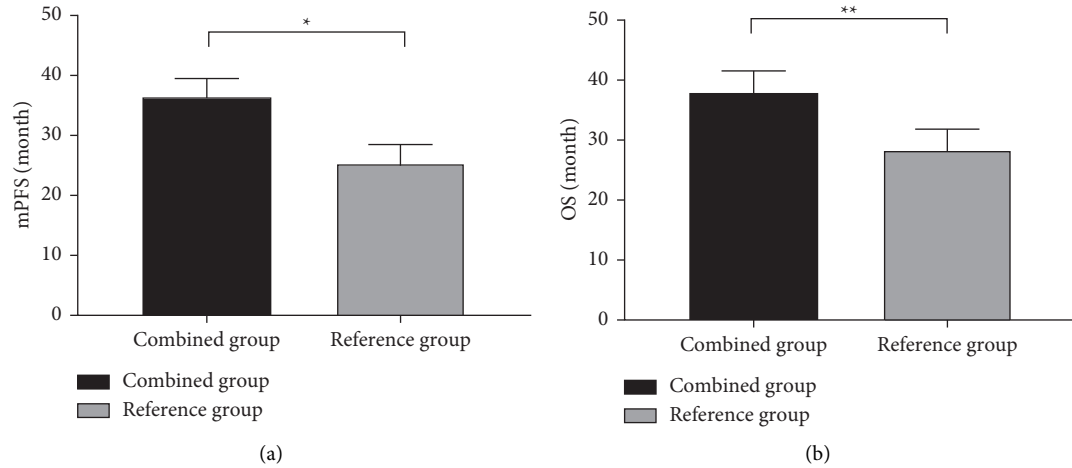 50
40
30
20
10
0
mPFS (month)
*
Combined group
Reference group
Combined group
Reference group
(a)
50
40
30
20
10
0
OS (month)
**
Combined group
Reference group
Combined group
Reference group
(b)